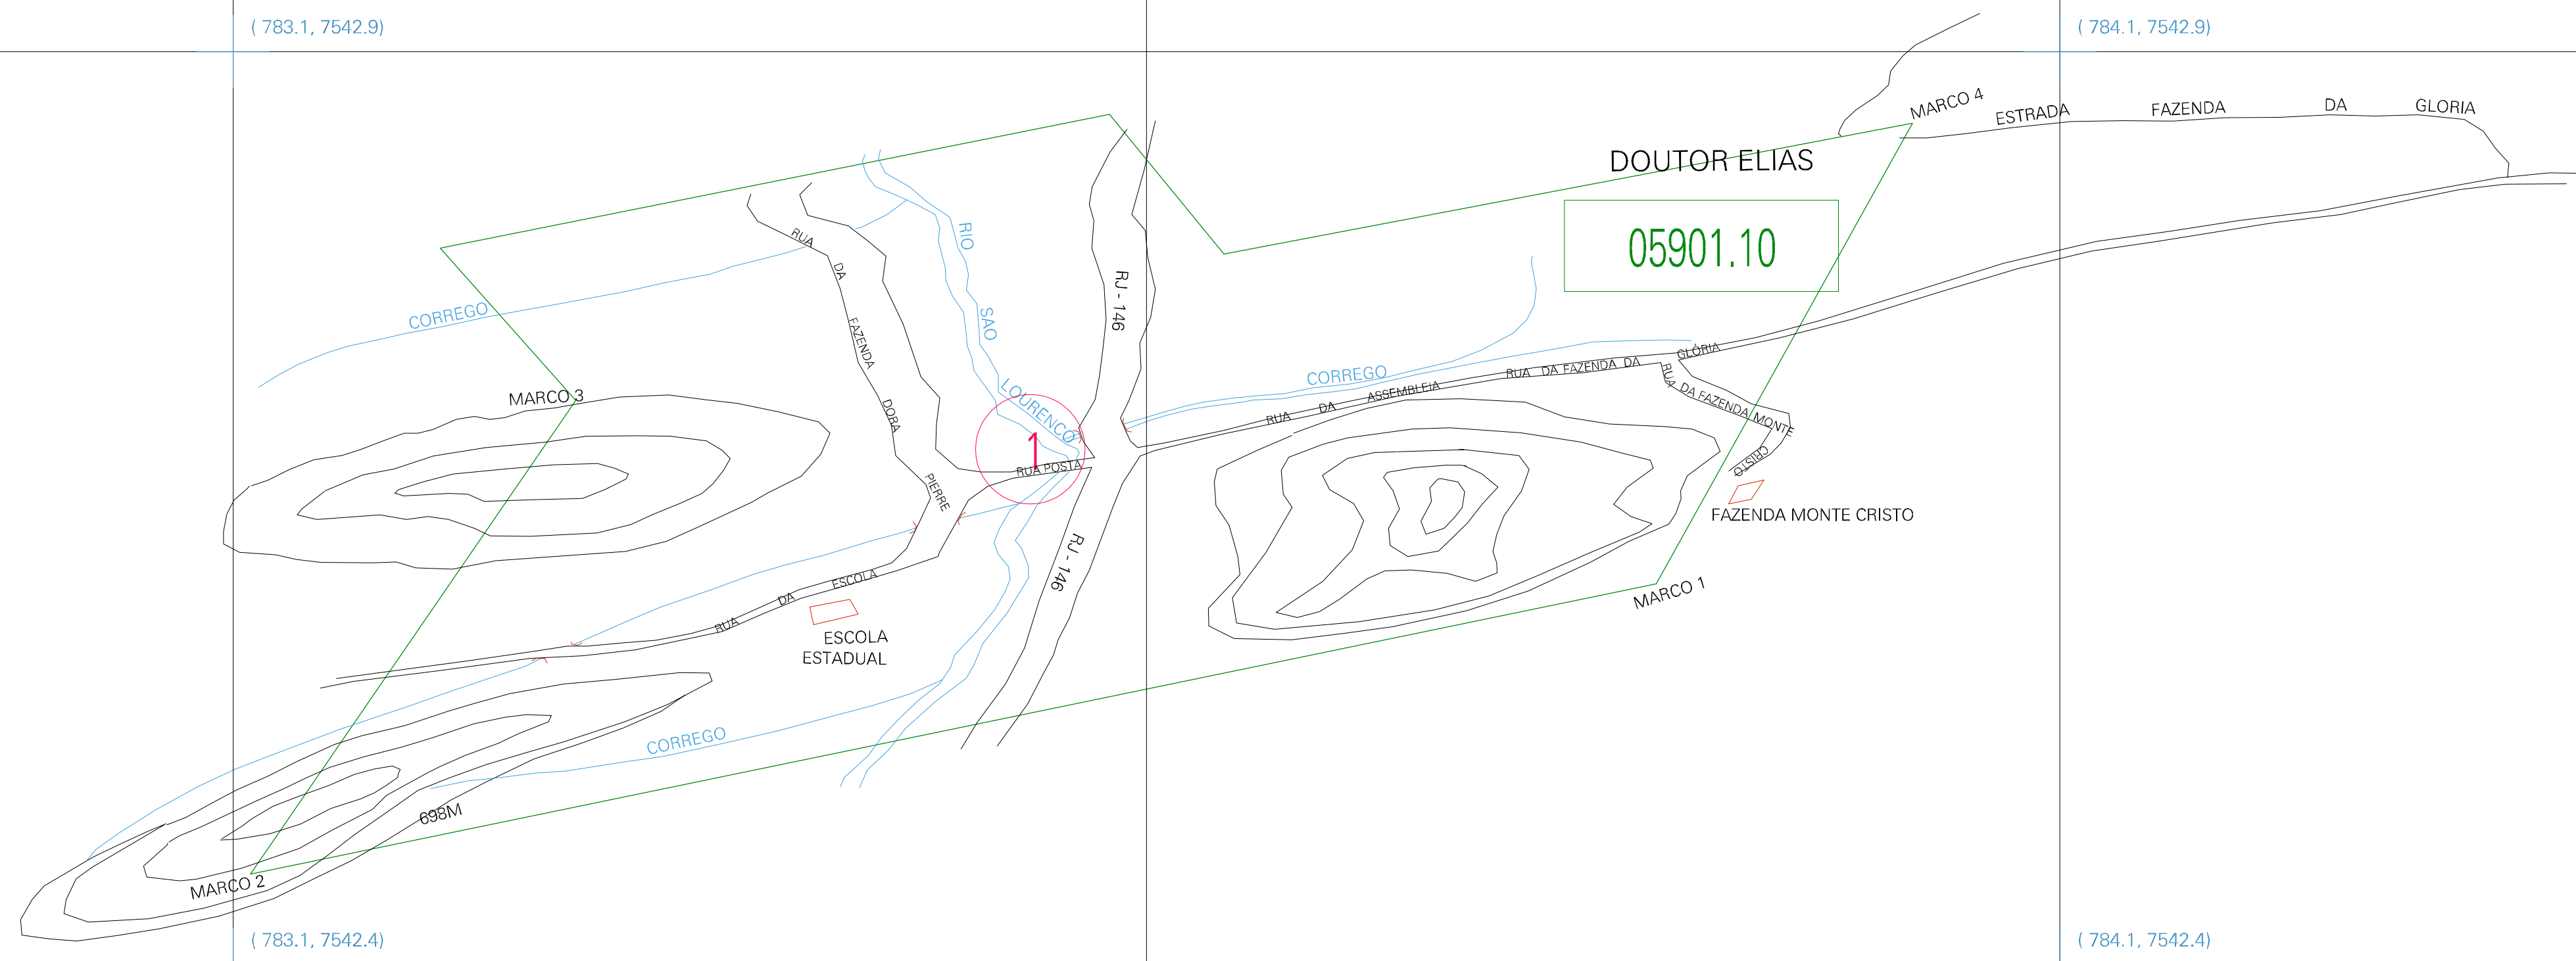 ( 783.1, 7542.9)
( 784.1, 7542.9)
MARCO 4
ESTRADA FAZENDA DA GLORIA
DOUTOR ELIAS
05901.10
RIO SAO LOURENCO
RUA DA FAZENDA DORA PIERRE
RJ - 146
CORREGO
CORREGO
GLÓRIA
RUA DA FAZENDA DA
RUA DA ASSEMBLEIA
RUA DA FAZENDA MONTE CRISTO
MARCO 3
1
RUA POSTA
FAZENDA MONTE CRISTO
RJ - 146
RUA DA ESCOLA
MARCO 1
ESCOLA
ESTADUAL
CORREGO
698M
MARCO 2
( 783.1, 7542.4)
( 784.1, 7542.4)